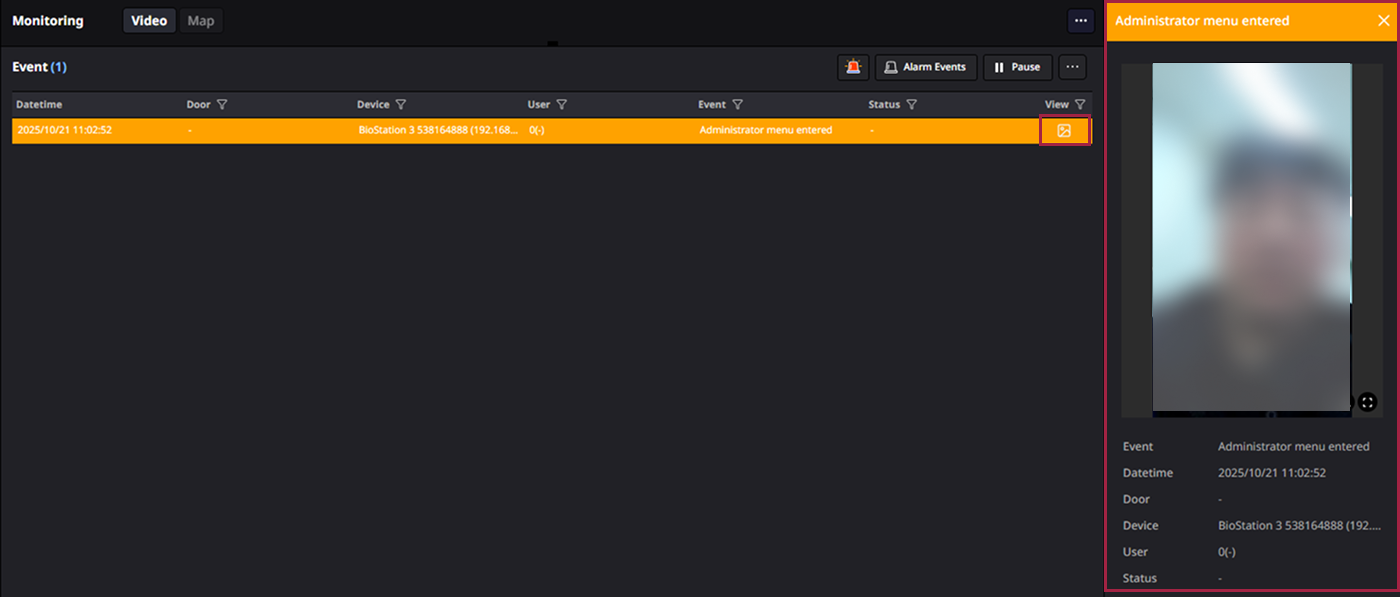 Monitoring Video Map ...
Event (1) Alarm Events Pause ...
Datetime Door Device User Event Status View
2025/10/21 11:02:52 - BioStation 3 538164888 (192.168... 0(-) Administrator menu entered -
Administrator menu entered
Event Administrator menu entered
Datetime 2025/10/21 11:02:52
Door -
Device BioStation 3 538164888 (192....
User 0(-)
Status -